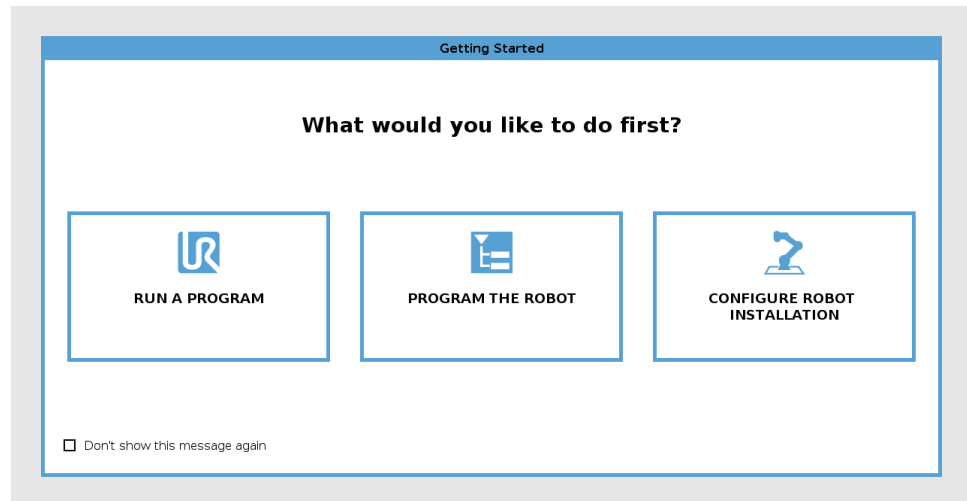 Getting Started
What would you like to do first?
RUN A PROGRAM
PROGRAM THE ROBOT
CONFIGURE ROBOT
INSTALLATION
Don't show this message again